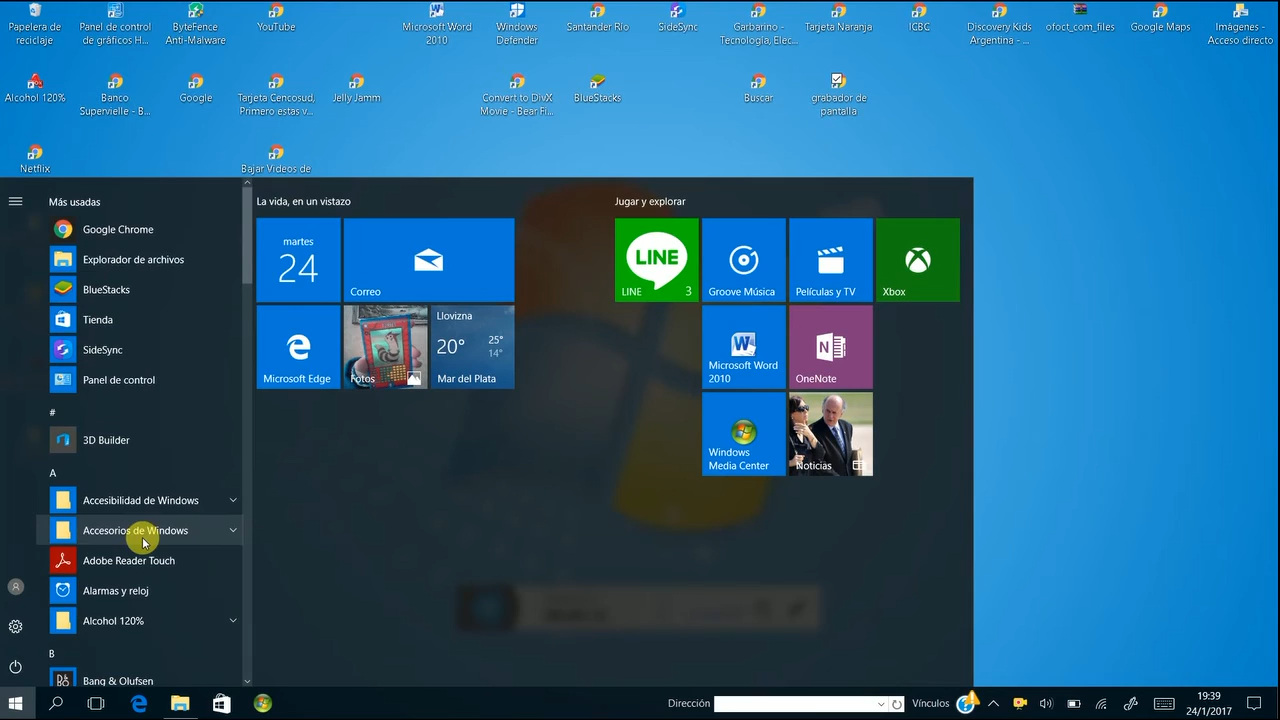 Papelera de
reciclaje
Panel de control
de gráficos H...
ByteFence
Anti-Malware
YouTube
Microsoft Word
2010
Windows
Defender
Santander Río
SideSync
Garbarino -
Tecnología, Elec...
Tarjeta Naranja
ICBC
Discovery Kids
Argentina - ...
ofoct_com_files
Google Maps
Imágenes -
Acceso directo
Alcohol 120%
Banco
Supervielle - B...
Google
Tarjeta Cencosud,
Primero estas v...
Jelly Jamm
Convert to DivX
Movie - Bear Fi...
BlueStacks
Buscar
grabador de
pantalla
Netflix
Bajar Videos de
Más usadas
Google Chrome
Explorador de archivos
BlueStacks
Tienda
SideSync
Panel de control
#
3D Builder
A
Accesibilidad de Windows
Accesorios de Windows
Adobe Reader Touch
Alarmas y reloj
Alcohol 120%
B
Bang & Olufsen
La vida, en un vistazo
martes
24
Correo
Microsoft Edge
Fotos
Llovizna
20°
25°
14°
Mar del Plata
Jugar y explorar
LINE
LINE
3
Groove Música
Películas y TV
Xbox
Microsoft Word
2010
OneNote
Windows
Media Center
Noticias
Dirección
Vínculos
19:39
24/1/2017